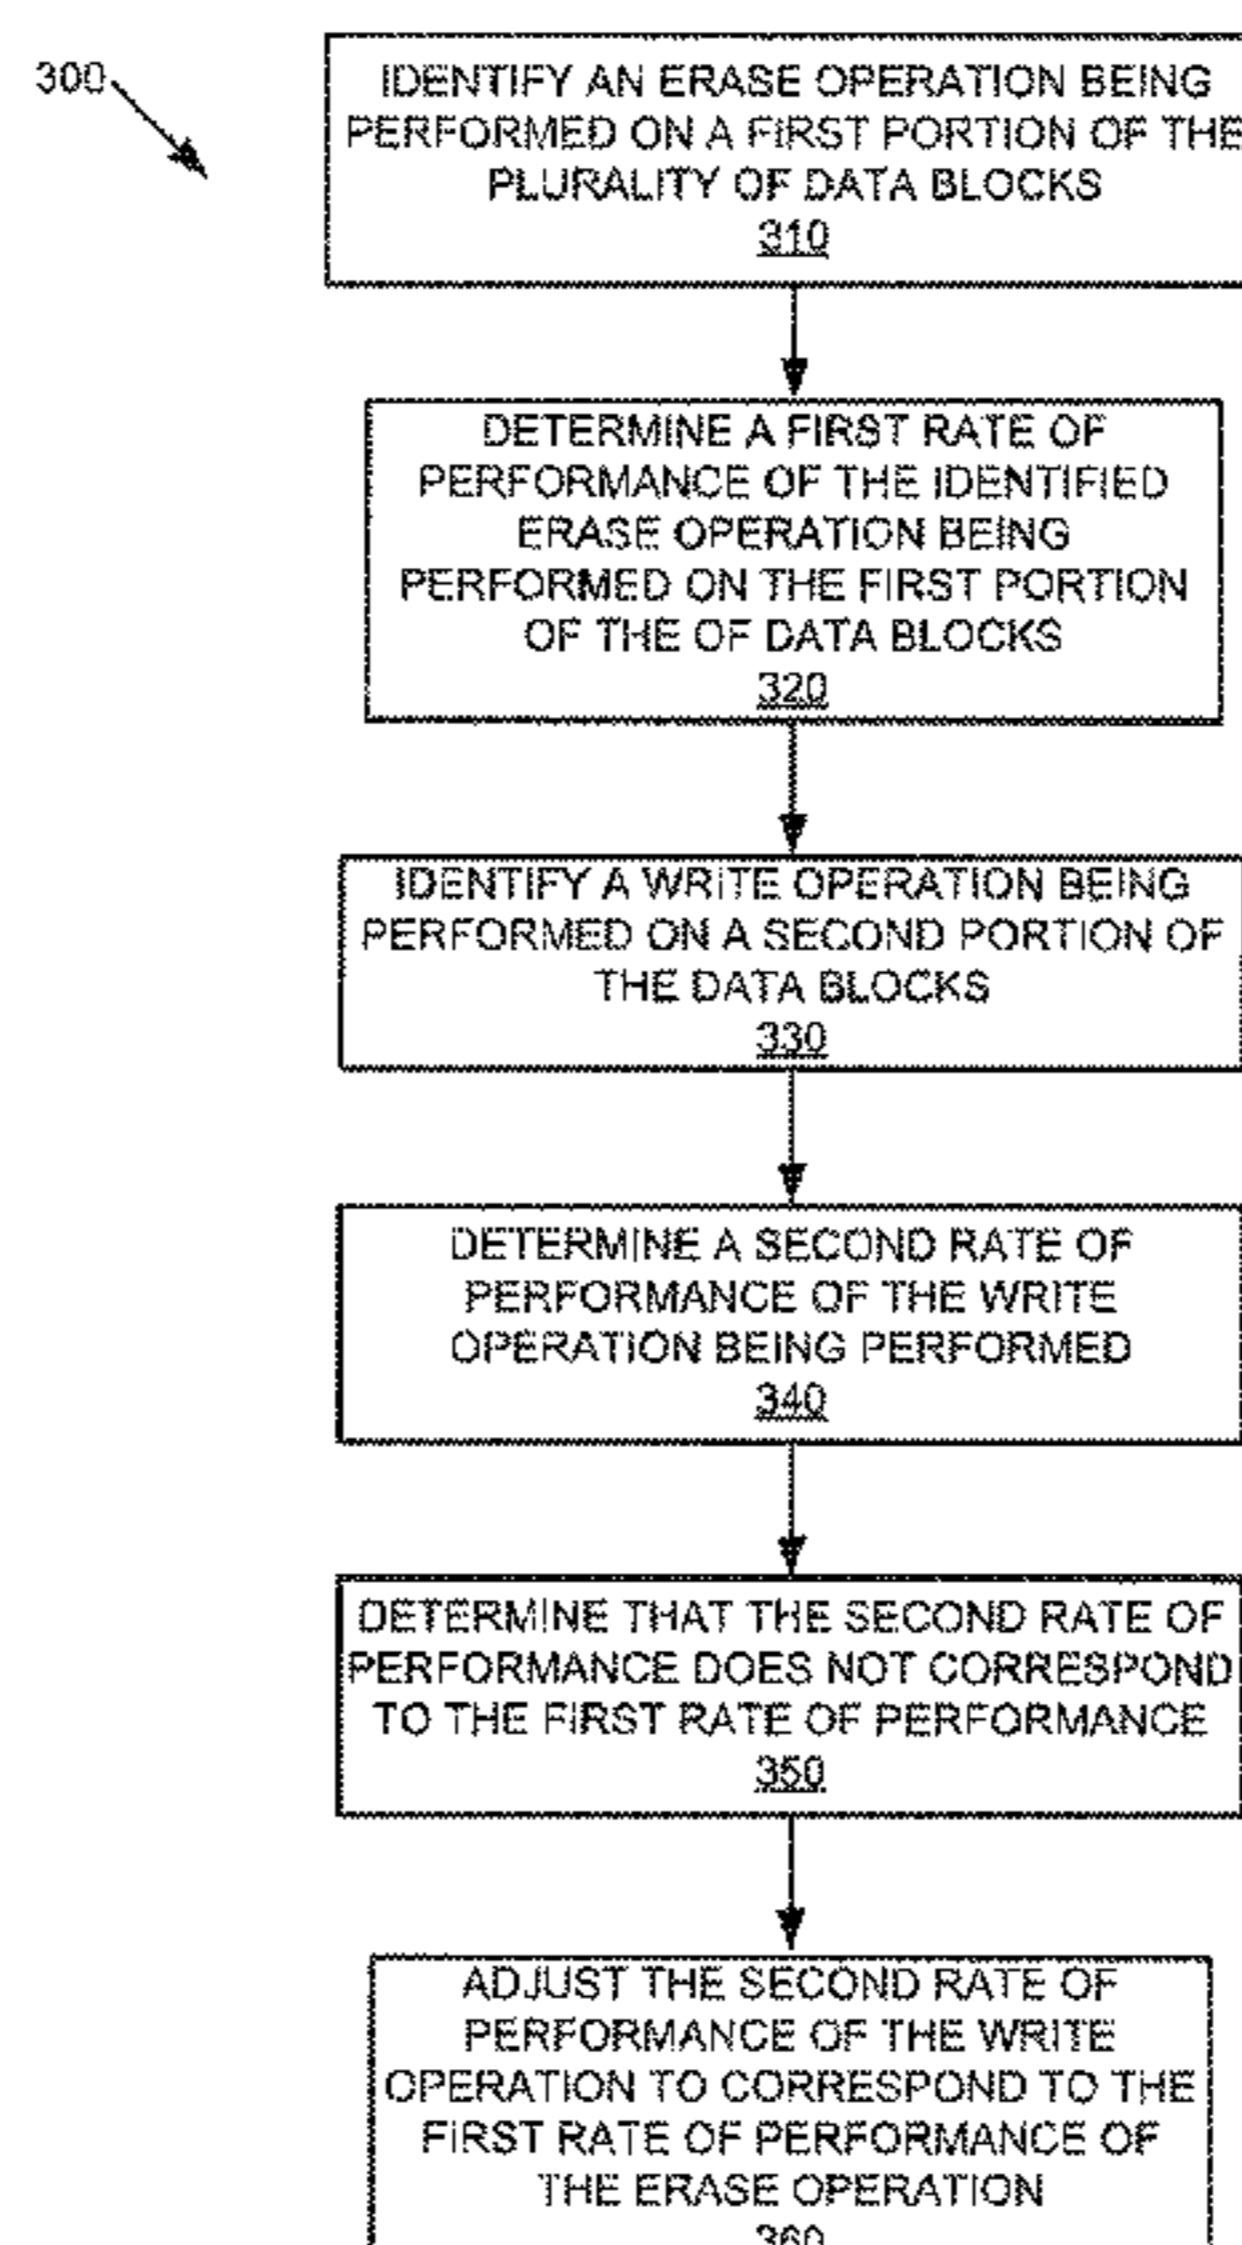 300
IDENTIFY AN ERASE OPERATION BEING
PERFORMED ON A FIRST PORTION OF THE
PLURALITY OF DATA BLOCKS
310
DETERMINE A FIRST RATE OF
PERFORMANCE OF THE IDENTIFIED
ERASE OPERATION BEING
PERFORMED ON THE FIRST PORTION
OF THE OF DATA BLOCKS
320
IDENTIFY A WRITE OPERATION BEING
PERFORMED ON A SECOND PORTION OF
THE DATA BLOCKS
330
DETERMINE A SECOND RATE OF
PERFORMANCE OF THE WRITE
OPERATION BEING PERFORMED
340
DETERMINE THAT THE SECOND RATE OF
PERFORMANCE DOES NOT CORRESPOND
TO THE FIRST RATE OF PERFORMANCE
350
ADJUST THE SECOND RATE OF
PERFORMANCE OF THE WRITE
OPERATION TO CORRESPOND TO THE
FIRST RATE OF PERFORMANCE OF
THE ERASE OPERATION
360